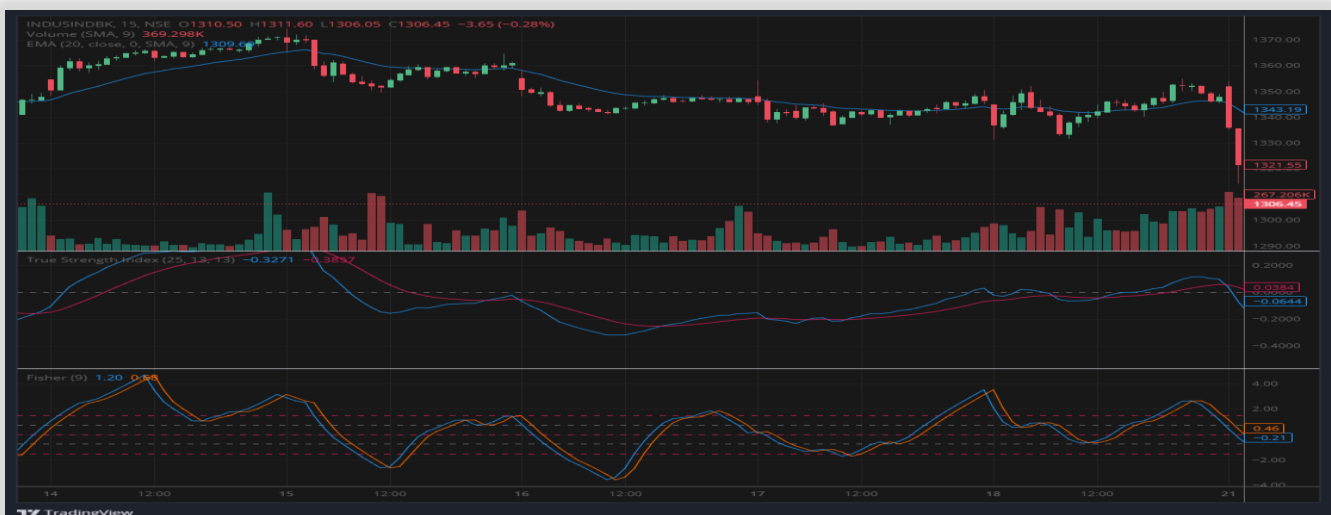 INDUSINDBK, 15, NSE O1310.50 H1311.60 L1306.05 C1306.45 −3.65 (−0.28%)
Volume (SMA, 9) 369.298K
EMA (20, close, 0, SMA, 9)
1370.00
1360.00
1350.00
1343.19
1340.00
1330.00
1321.55
267.206K
1306.45
1300.00
1290.00
True Strength Index (25, 13, 13) −0.3271 −0.3857
0.2000
0.0384
−0.0644
−0.2000
−0.4000
Fisher (9) 1.20
4.00
2.00
0.46
−0.21
−2.00
−4.00
14 12:00 15 12:00 16 12:00 17 12:00 18 12:00 21
TradingView